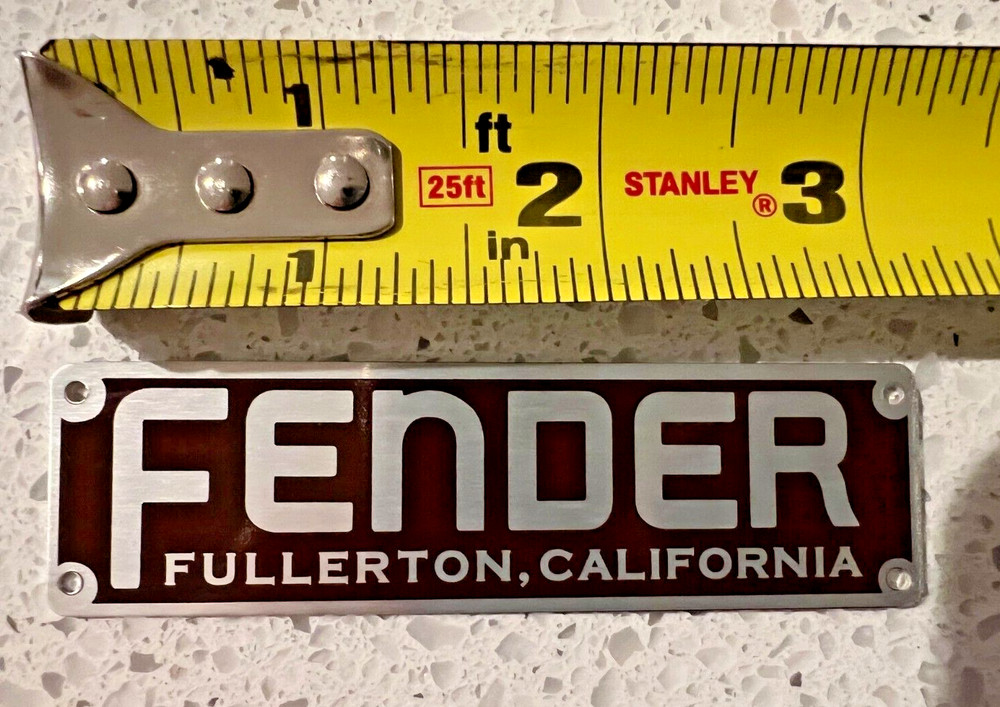 1
ft
25ft 2 STANLEY® 3
in
1
FENDER
FULLERTON, CALIFORNIA